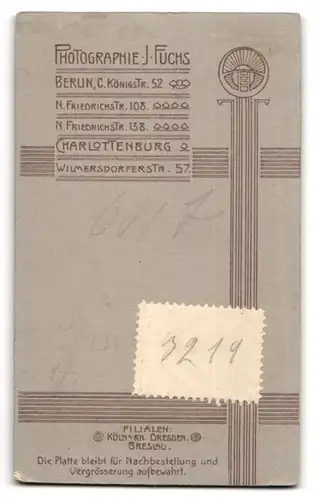 PHOTOGRAPHIE J. FUCHS
BERLIN, C. KÖNIGSTR. 52
N. FRIEDRICHSTR. 108.
N. FRIEDRICHSTR. 138.
CHARLOTTENBURG
WILMERSDORFERSTR. 57.
3219
FILIALEN:
KÖLN a/RH. DRESDEN.
BRESLAU.
Die Platte bleibt für Nachbestellung und
Vergrösserung aufbewahrt.